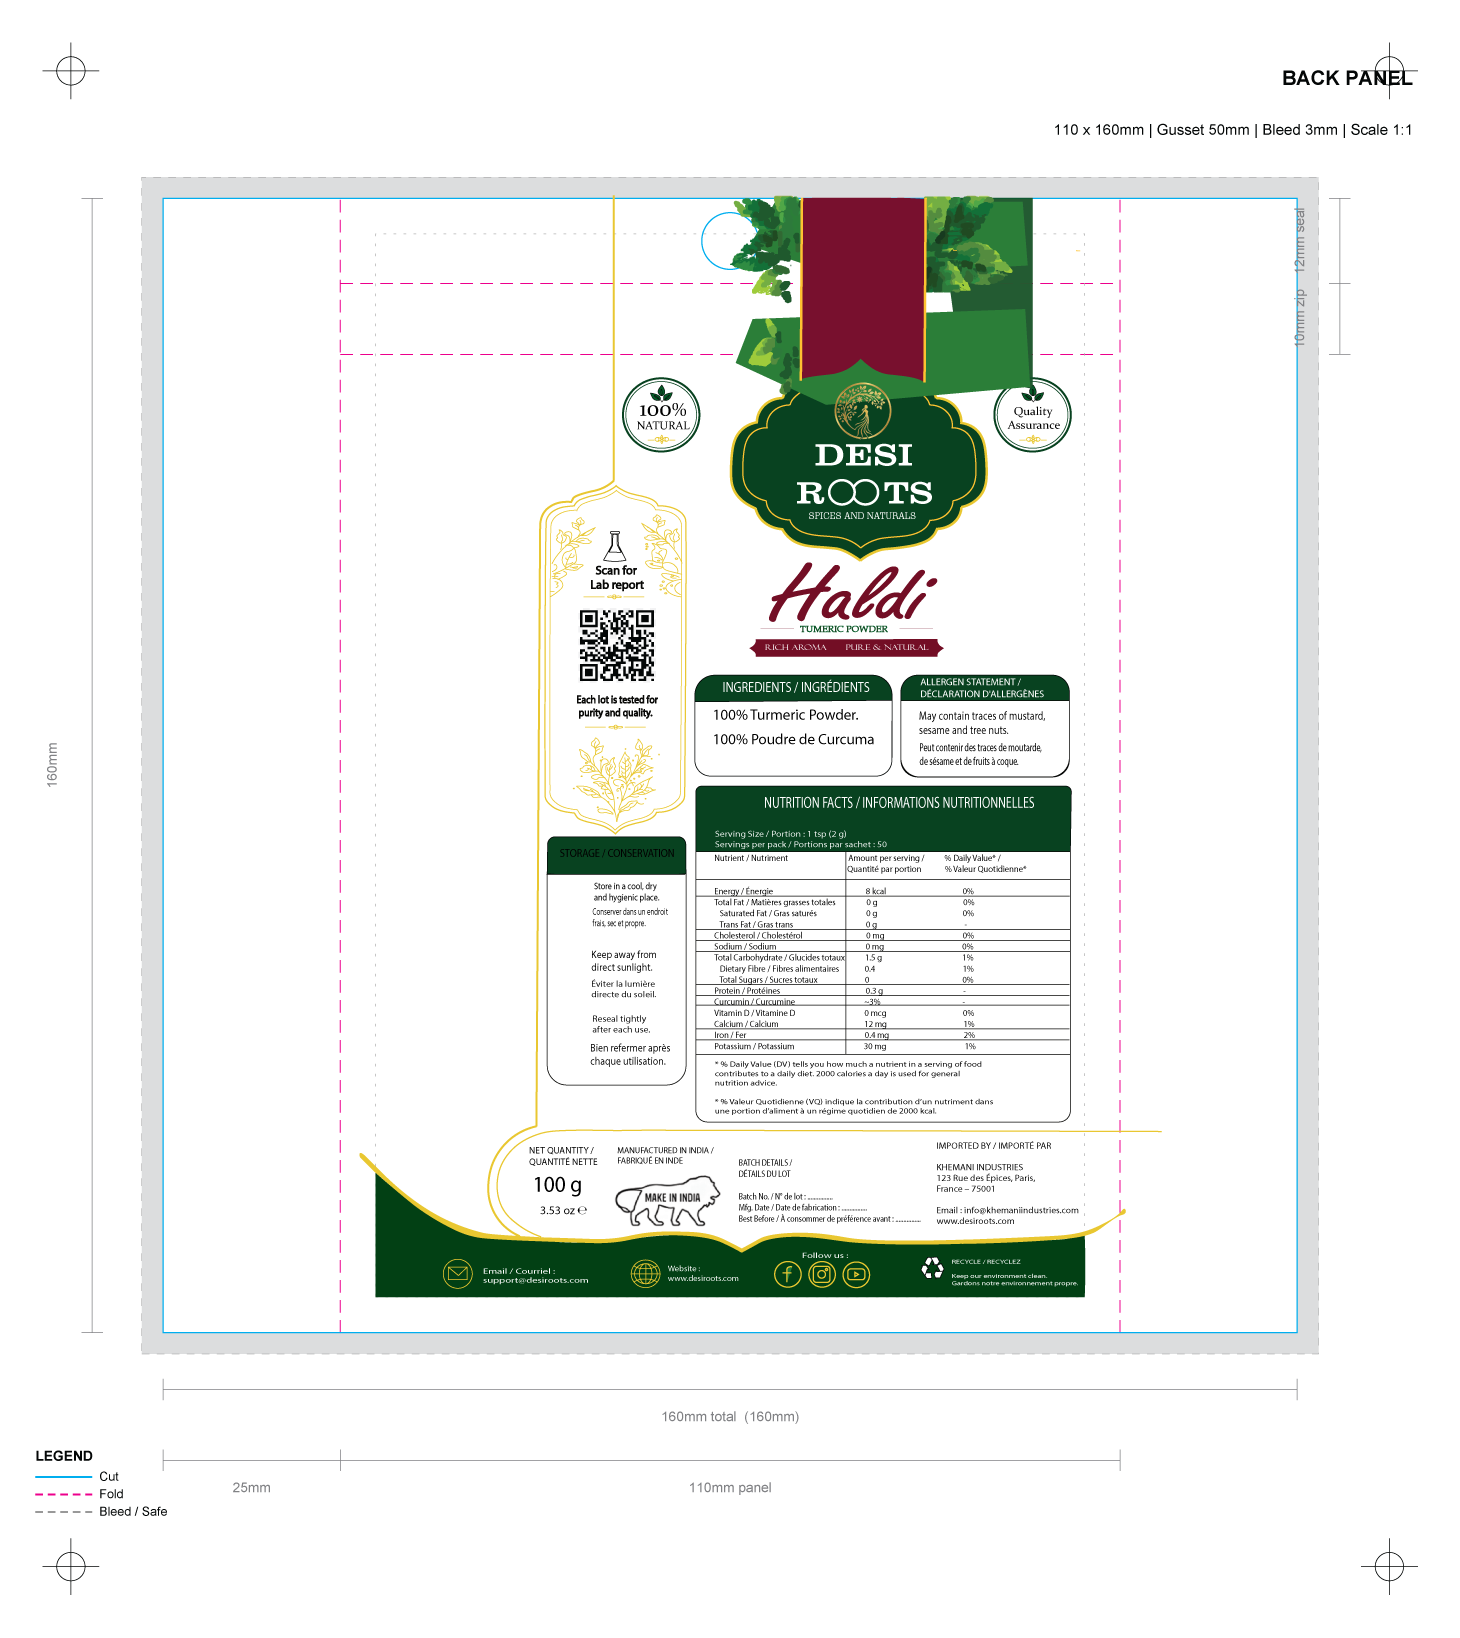 BACK PANEL
110 x 160mm | Gusset 50mm | Bleed 3mm | Scale 1:1
12mm seal
10mm zip
100%
NATURAL
Quality
Assurance
DESI
ROOTS
SPICES AND NATURALS
Haldi
TUMERIC POWDER
RICH AROMA PURE & NATURAL
Scan for
Lab report
Each lot is tested for
purity and quality.
INGREDIENTS / INGRÉDIENTS
100% Turmeric Powder.
100% Poudre de Curcuma
ALLERGEN STATEMENT /
DÉCLARATION D'ALLERGÈNES
May contain traces of mustard,
sesame and tree nuts.
Peut contenir des traces de moutarde,
de sésame et de fruits à coque.
NUTRITION FACTS / INFORMATIONS NUTRITIONNELLES
Serving Size / Portion : 1 tsp (2 g)
Servings per pack / Portions par sachet : 50
Nutrient / Nutriment Amount per serving / % Daily Value* /
Quantité par portion % Valeur Quotidienne*
Energy / Énergie 8 kcal 0%
Total Fat / Matières grasses totales 0 g 0%
Saturated Fat / Gras saturés 0 g 0%
Trans Fat / Gras trans 0 g -
Cholesterol / Cholestérol 0 mg 0%
Sodium / Sodium 0 mg 0%
Total Carbohydrate / Glucides totaux 1.5 g 1%
Dietary Fibre / Fibres alimentaires 0.4 1%
Total Sugars / Sucres totaux 0 0%
Protein / Protéines 0.3 g -
Curcumin / Curcumine ~3% -
Vitamin D / Vitamine D 0 mcg 0%
Calcium / Calcium 12 mg 1%
Iron / Fer 0.4 mg 2%
Potassium / Potassium 30 mg 1%
* % Daily Value (DV) tells you how much a nutrient in a serving of food
contributes to a daily diet. 2000 calories a day is used for general
nutrition advice.
* % Valeur Quotidienne (VQ) indique la contribution d'un nutriment dans
une portion d'aliment à un régime quotidien de 2000 kcal.
STORAGE / CONSERVATION
Store in a cool, dry
and hygienic place.
Conserver dans un endroit
frais, sec et propre.
Keep away from
direct sunlight.
Éviter la lumière
directe du soleil.
Reseal tightly
after each use.
Bien refermer après
chaque utilisation.
NET QUANTITY /
QUANTITÉ NETTE
100 g
3.53 oz ℮
MANUFACTURED IN INDIA /
FABRIQUÉ EN INDE
MAKE IN INDIA
BATCH DETAILS /
DÉTAILS DU LOT
Batch No. / N° de lot : ...............
Mfg. Date / Date de fabrication : ...............
Best Before / À consommer de préférence avant : ...............
IMPORTED BY / IMPORTÉ PAR
KHEMANI INDUSTRIES
123 Rue des Épices, Paris,
France – 75001
Email : info@khemaniindustries.com
www.desiroots.com
Email / Courriel :
support@desiroots.com
Website :
www.desiroots.com
Follow us :
RECYCLE / RECYCLEZ
Keep our environment clean.
Gardons notre environnement propre.
160mm
160mm total (160mm)
25mm
110mm panel
LEGEND
Cut
Fold
Bleed / Safe